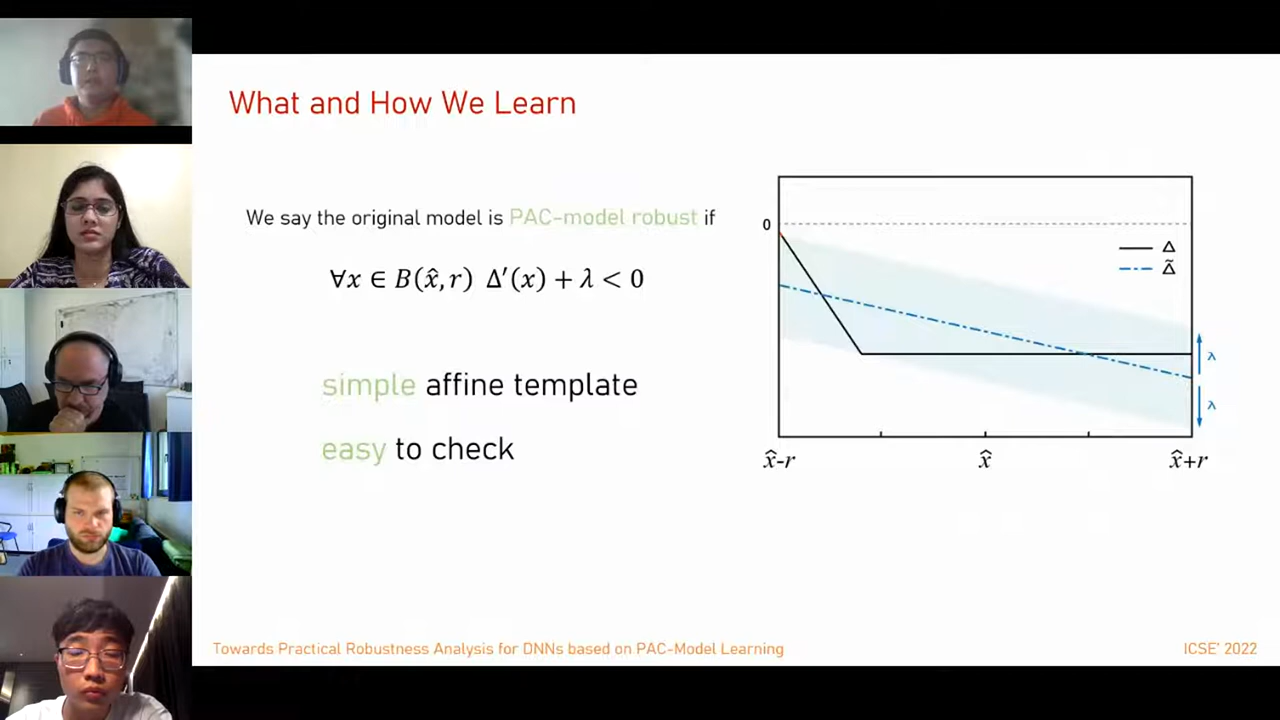 What and How We Learn
We say the original model is PAC-model robust if
∀x ∈ B(x̂, r) Δ′(x) + λ < 0
simple affine template
easy to check
0
Δ
Δ̃
λ
λ
x̂-r
x̂
x̂+r
Towards Practical Robustness Analysis for DNNs based on PAC-Model Learning
ICSE' 2022